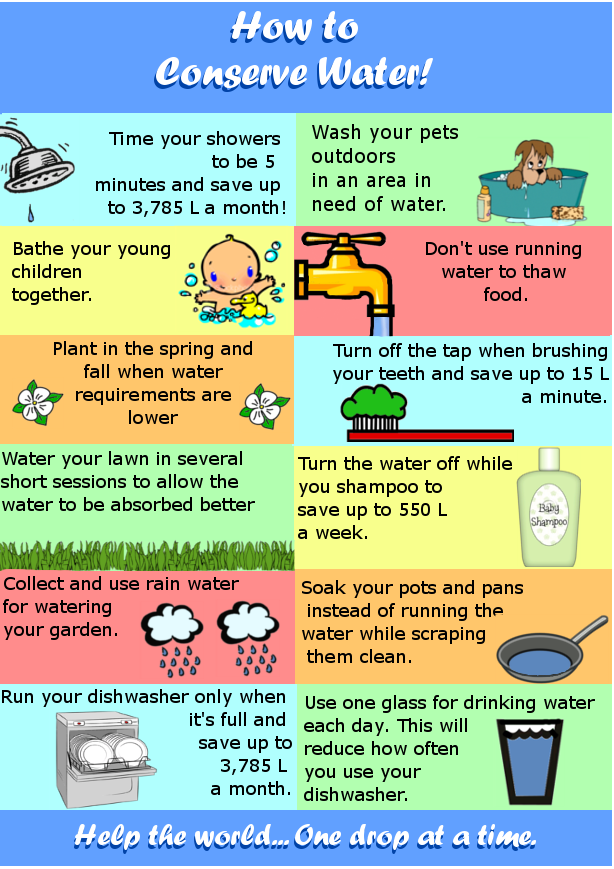 How to
Conserve Water!
Time your showers
to be 5
minutes and save up
to 3,785 L a month!
Wash your pets
outdoors
in an area in
need of water.
Bathe your young
children
together.
Don't use running
water to thaw
food.
Plant in the spring and
fall when water
requirements are
lower
Turn off the tap when brushing
your teeth and save up to 15 L
a minute.
Water your lawn in several
short sessions to allow the
water to be absorbed better
Turn the water off while
you shampoo to
save up to 550 L
a week.
Baby
Shampoo
Collect and use rain water
for watering
your garden.
Soak your pots and pans
instead of running the
water while scraping
them clean.
Run your dishwasher only when
it's full and
save up to
3,785 L
a month.
Use one glass for drinking water
each day. This will
reduce how often
you use your
dishwasher.
Help the world... One drop at a time.